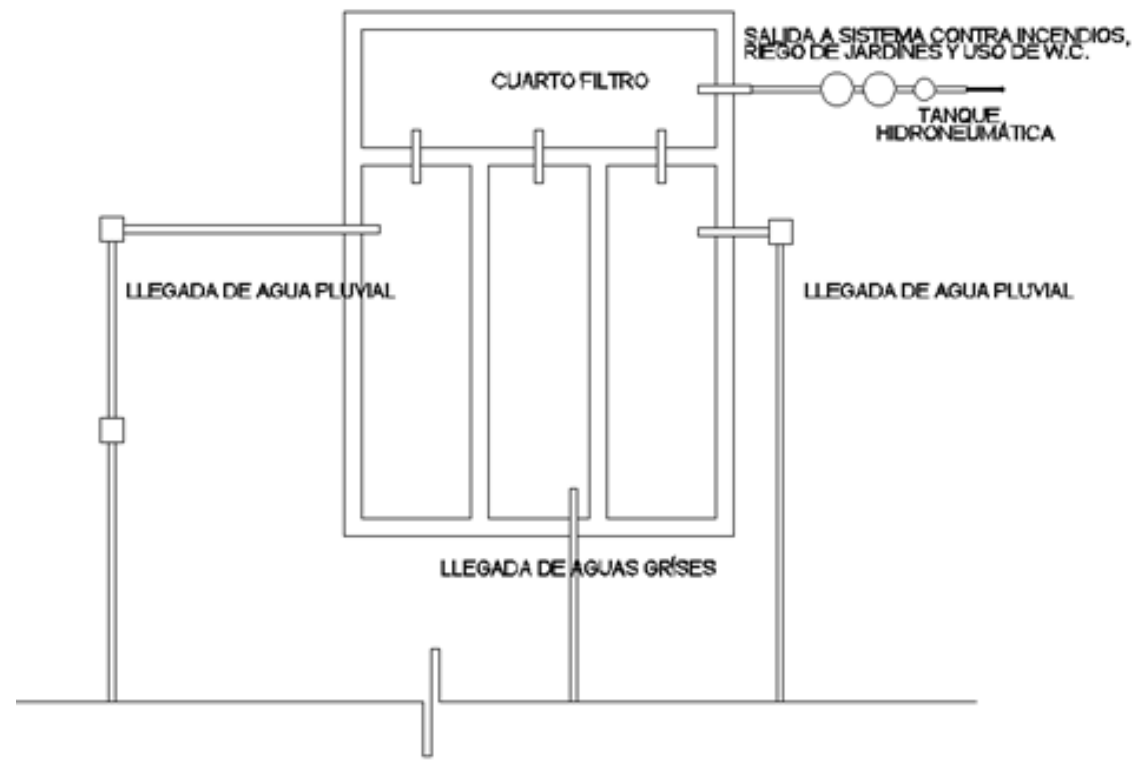 SALIDA A SISTEMA CONTRA INCENDIOS,
RIEGO DE JARDINES Y USO DE W.C.
CUARTO FILTRO
TANQUE
HIDRONEUMÁTICA
LLEGADA DE AGUA PLUVIAL
LLEGADA DE AGUA PLUVIAL
LLEGADA DE AGUAS GRÍSES